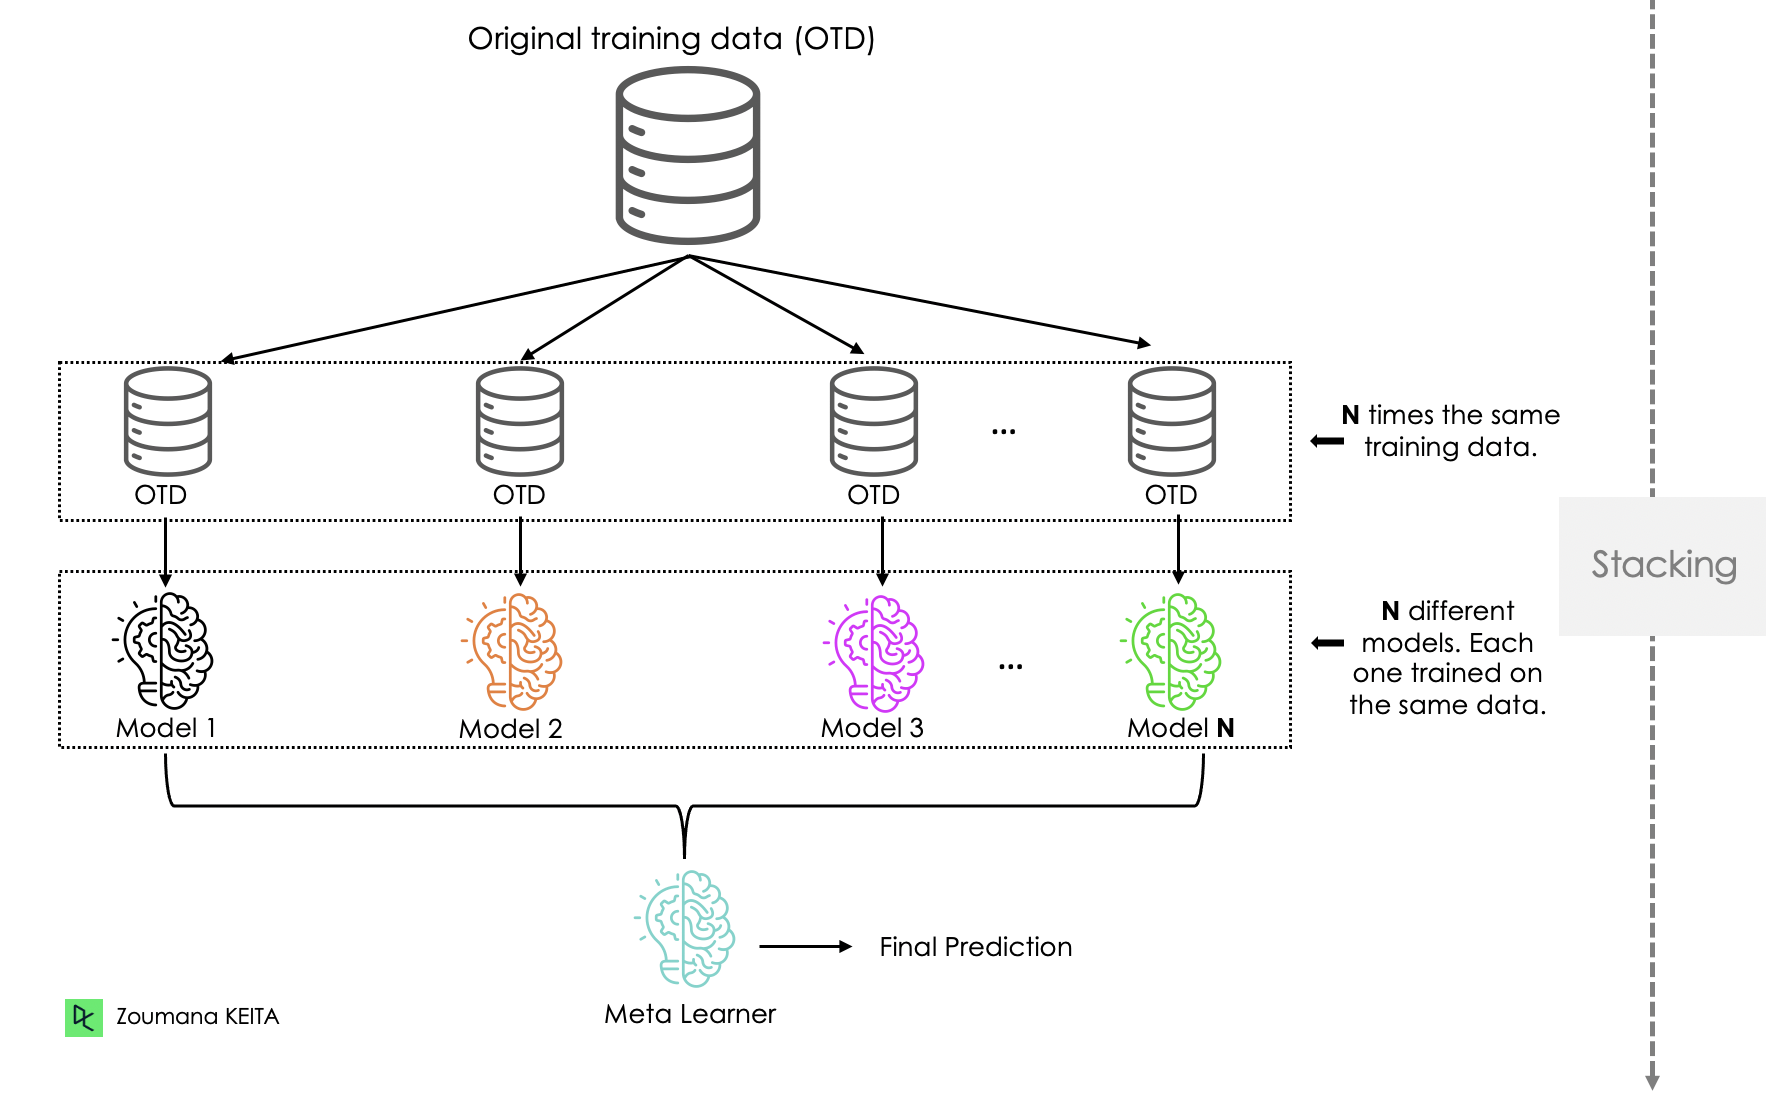 Original training data (OTD)
OTD
OTD
OTD
...
OTD
N times the same
training data.
Stacking
Model 1
Model 2
Model 3
...
Model N
N different
models. Each
one trained on
the same data.
Final Prediction
Meta Learner
Zoumana KEITA